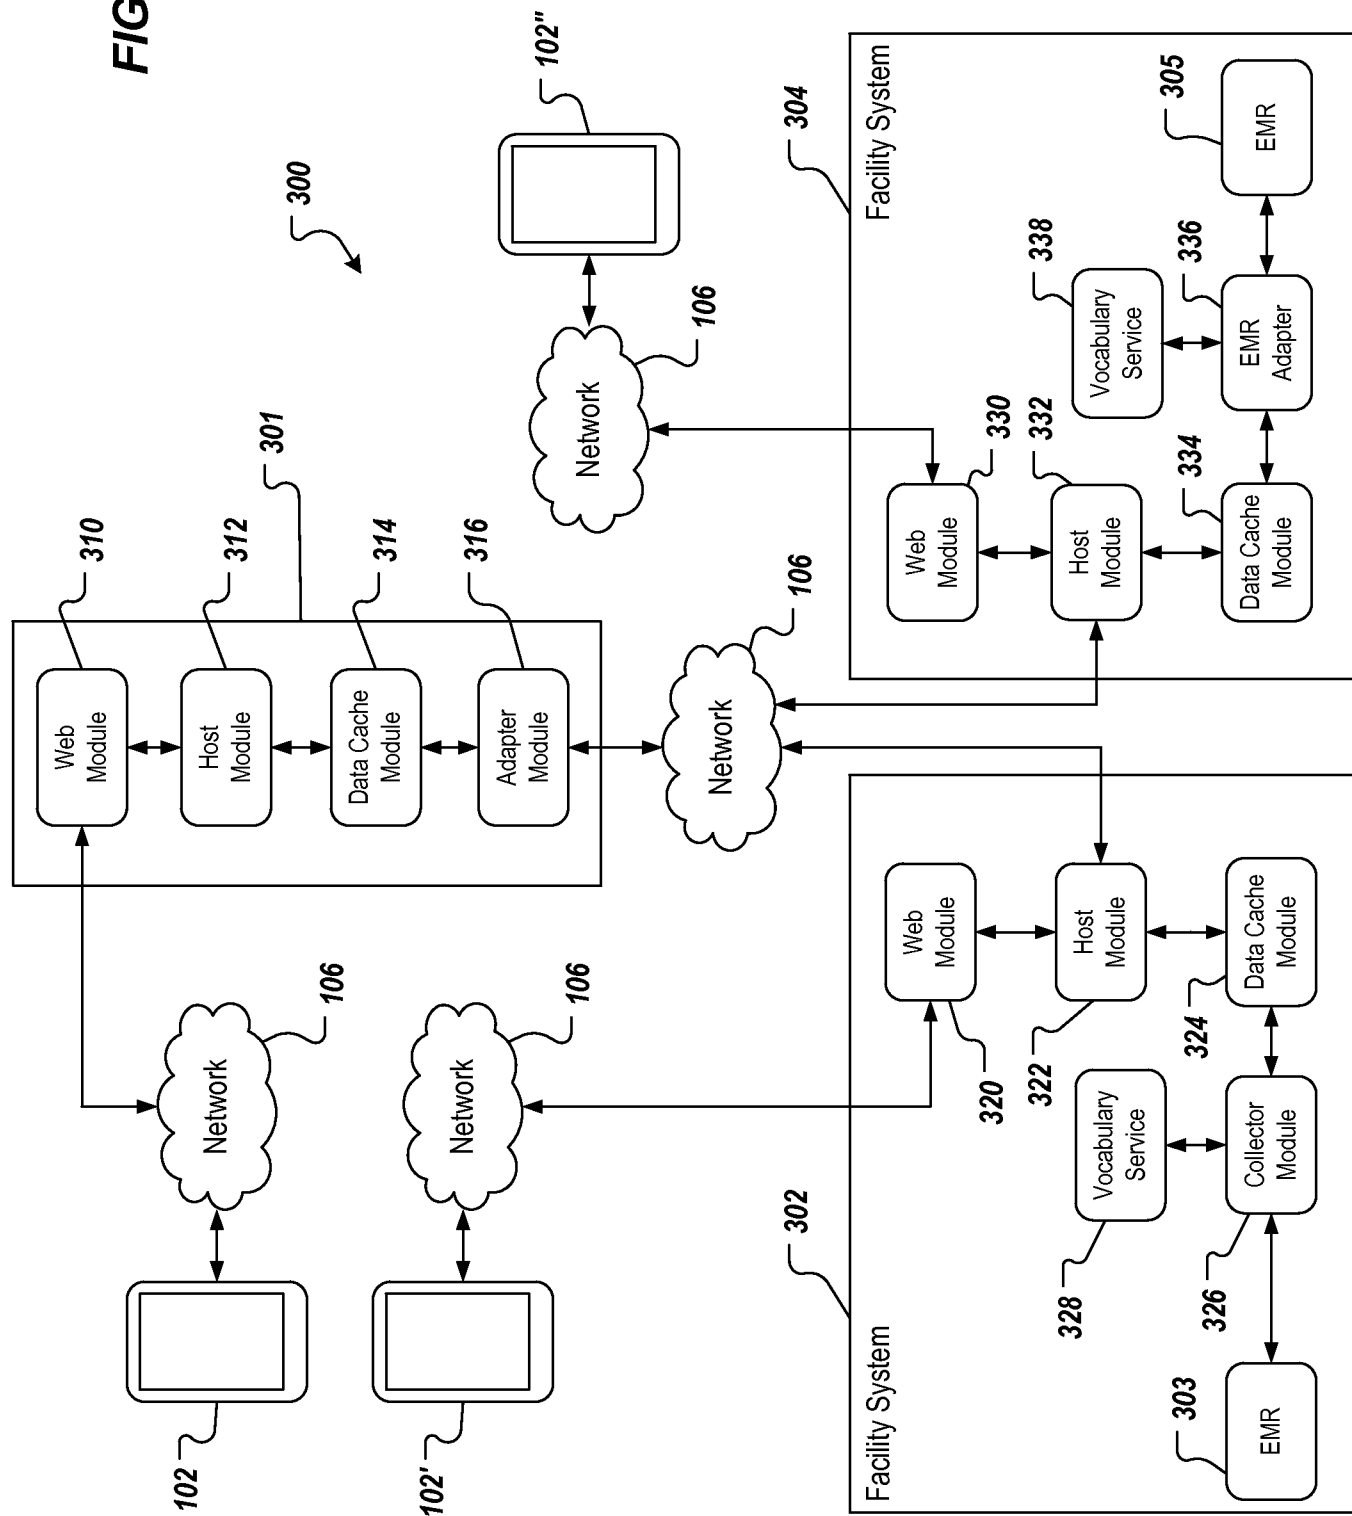 FIG
300
102
Network
106
102'
Network
106
301
Web
Module
310
Host
Module
312
Data Cache
Module
314
Adapter
Module
316
Network
106
Network
106
102"
Facility System
302
Web
Module
320
Host
Module
322
Data Cache
Module
324
Collector
Module
326
Vocabulary
Service
328
EMR
303
Facility System
304
Web
Module
330
Host
Module
332
Data Cache
Module
334
EMR
Adapter
336
Vocabulary
Service
338
EMR
305